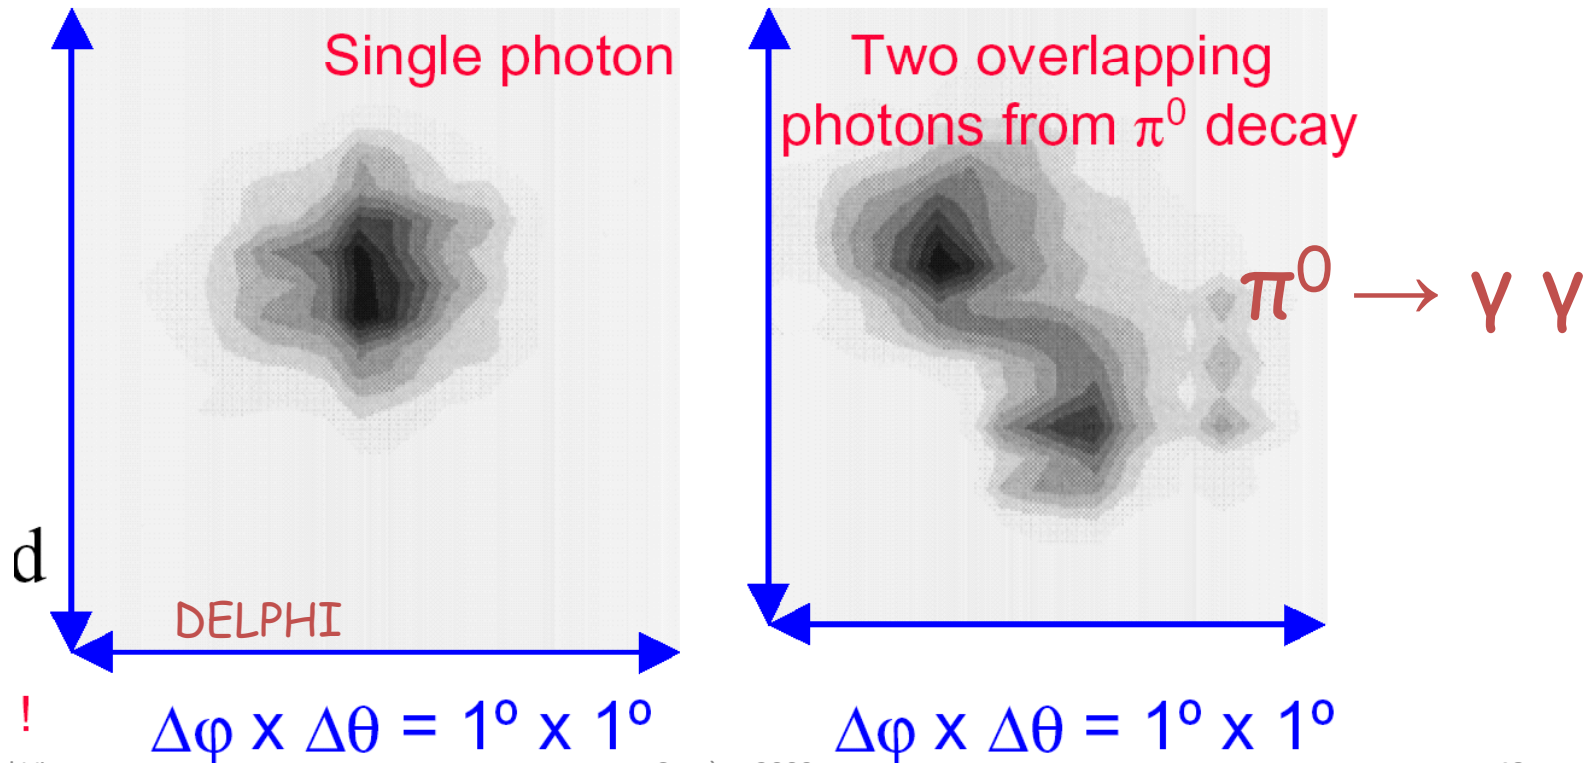 Single photon
Two overlapping
photons from π⁰ decay
π⁰ → γ γ
d
DELPHI
!
Δφ x Δθ = 1º x 1º
Δφ x Δθ = 1º x 1º